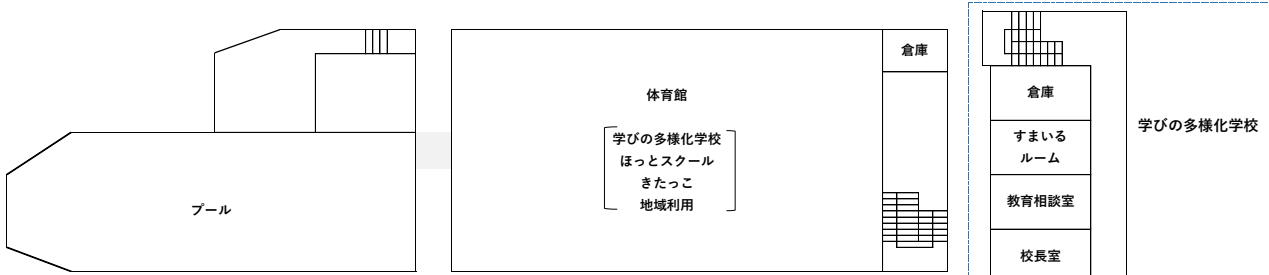 プール
体育館
学びの多様化学校
ほっとスクール
きたっこ
地域利用
倉庫
倉庫
すまいる
ルーム
教育相談室
校長室
学びの多様化学校